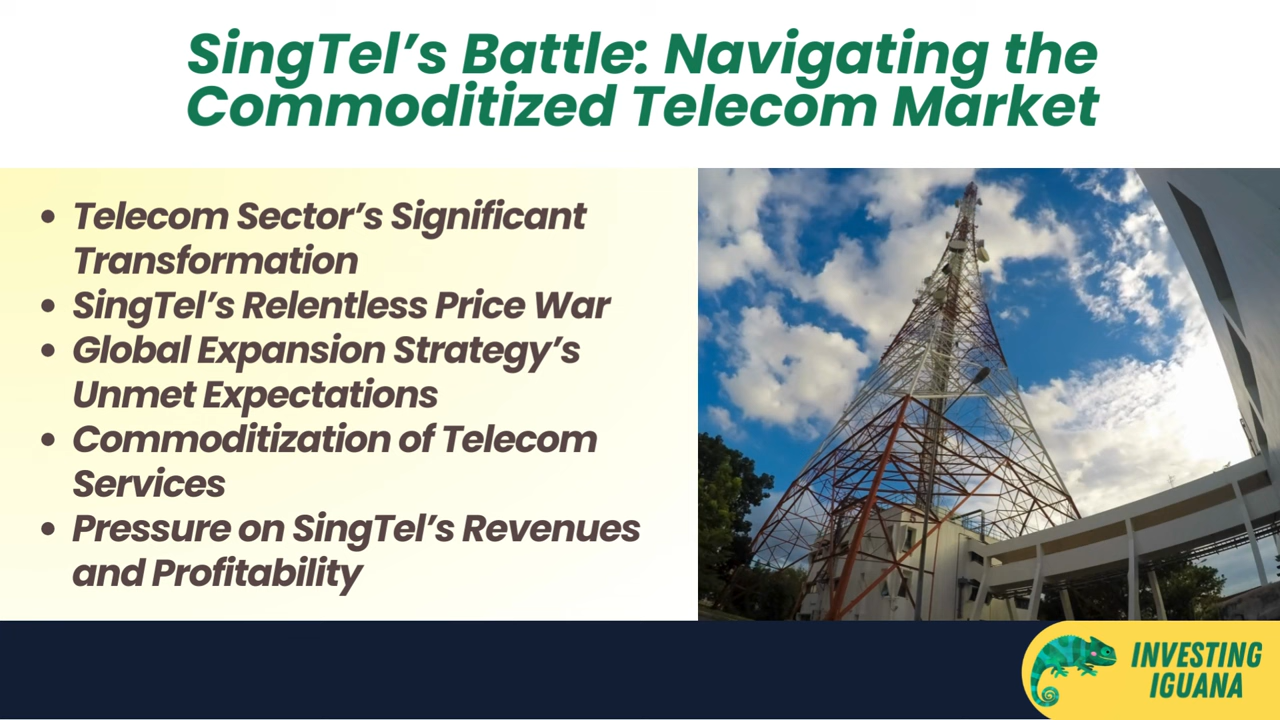 SingTel’s Battle: Navigating the
Commoditized Telecom Market
• Telecom Sector’s Significant
Transformation
• SingTel’s Relentless Price War
• Global Expansion Strategy’s
Unmet Expectations
• Commoditization of Telecom
Services
• Pressure on SingTel’s Revenues
and Profitability
INVESTING
IGUANA